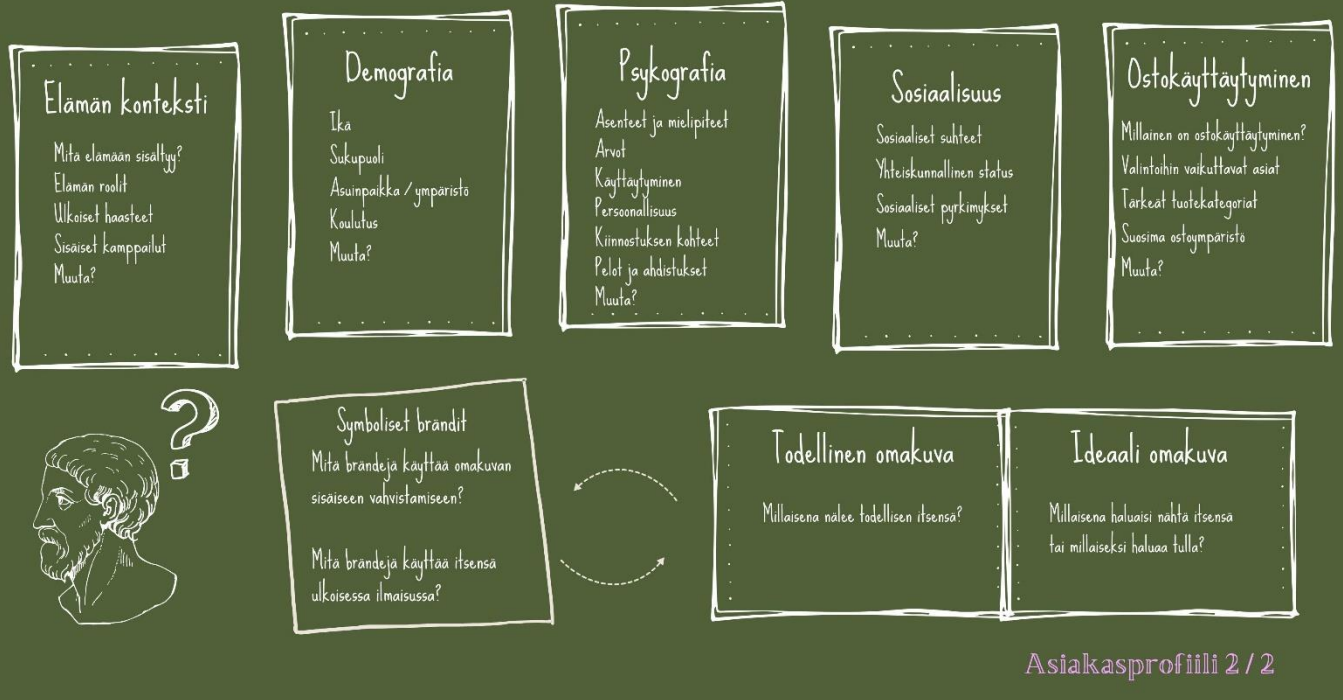 Elämän konteksti
Mitä elämään sisältyy?
Elämän roolit
Ulkoiset haasteet
Sisäiset kamppailut
Muuta?
Demografia
Ikä
Sukupuoli
Asuinpaikka / ympäristö
Koulutus
Muuta?
Psykografia
Asenteet ja mielipiteet
Arvot
Käyttäytyminen
Persoonallisuus
Kiinnostuksen kohteet
Pelot ja ahdistukset
Muuta?
Sosiaalisuus
Sosiaaliset suhteet
Yhteiskunnallinen status
Sosiaaliset pyrkimykset
Muuta?
Ostokäyttäytyminen
Millainen on ostokäyttäytyminen?
Valintoihin vaikuttavat asiat
Tärkeät tuotekategoriat
Suosima ostoympäristö
Muuta?
?
Symboliset brändit
Mitä brändejä käyttää omakuvan
sisäiseen vahvistamiseen?
Mitä brändejä käyttää itsensä
ulkoisessa ilmaisussa?
Todellinen omakuva
Millaisena nälee todellisen itsensä?
Ideaali omakuva
Millaisena haluaisi nähtä itsensä
tai millaiseksi haluaa tulla?
Asiakasprofiili 2 / 2